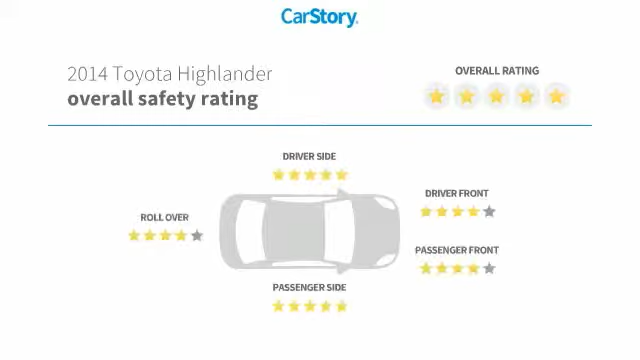 CarStory.
2014 Toyota Highlander
overall safety rating
OVERALL RATING
DRIVER SIDE
DRIVER FRONT
ROLL OVER
PASSENGER FRONT
PASSENGER SIDE